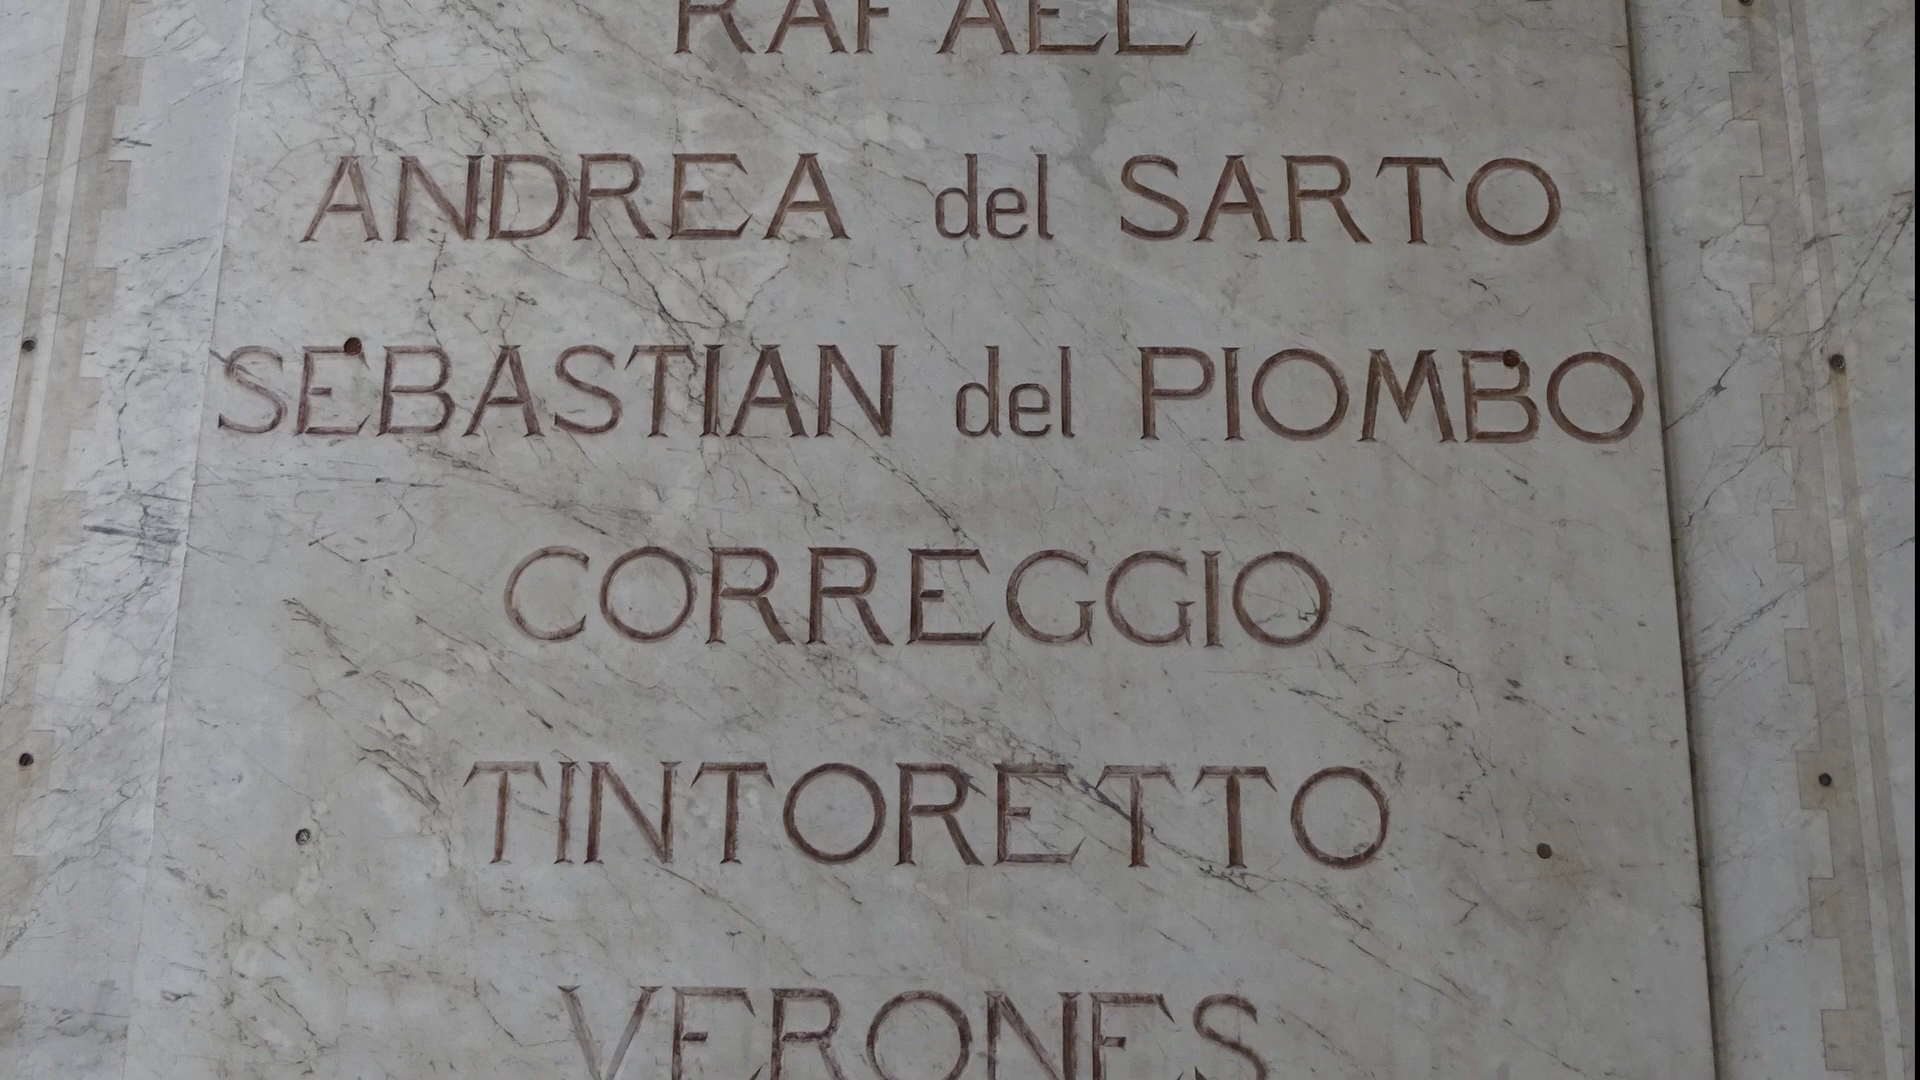 RAFAEL
ANDREA del SARTO
SEBASTIAN del PIOMBO
CORREGGIO
TINTORETTO
VERONES